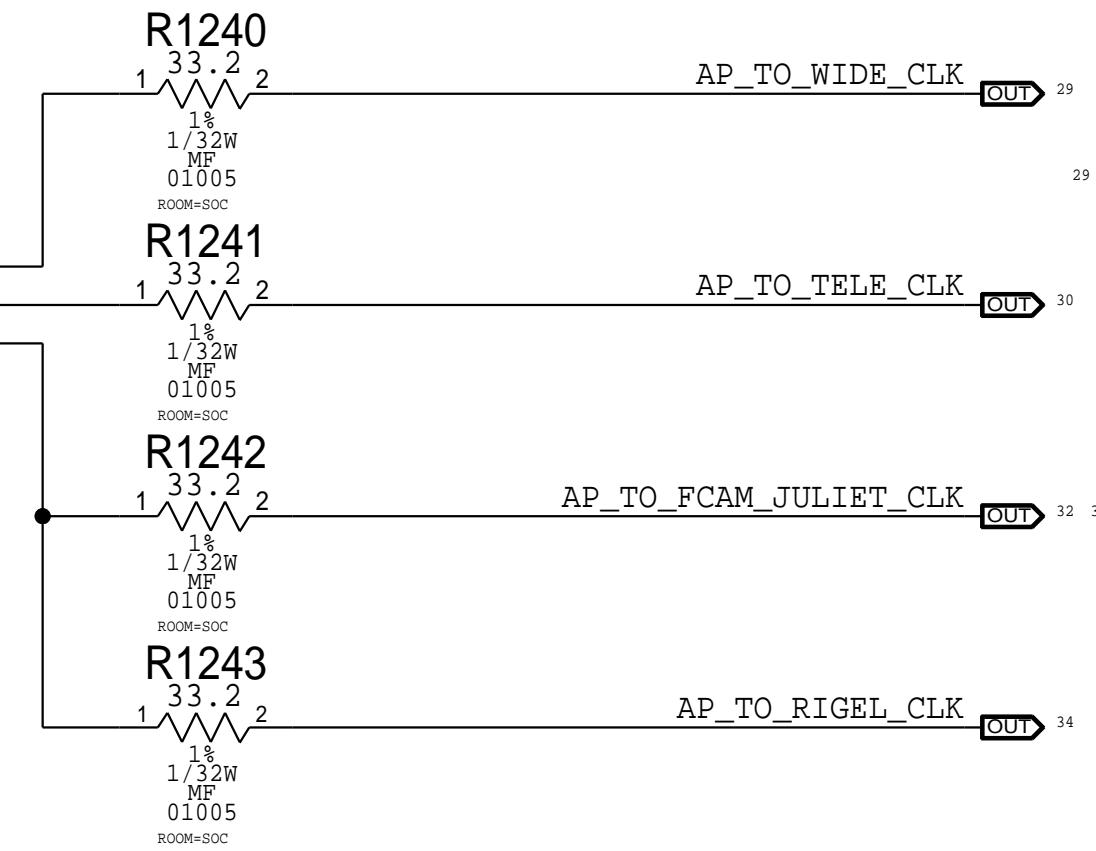 R1240
33.2
1 2
AP_TO_WIDE_CLK
OUT 29
1%
1/32W
MF
01005
29
ROOM=SOC
R1241
33.2
1 2
AP_TO_TELE_CLK
OUT 30
1%
1/32W
MF
01005
ROOM=SOC
R1242
33.2
1 2
AP_TO_FCAM_JULIET_CLK
OUT 32
1%
1/32W
MF
01005
ROOM=SOC
R1243
33.2
1 2
AP_TO_RIGEL_CLK
OUT 34
1%
1/32W
MF
01005
ROOM=SOC